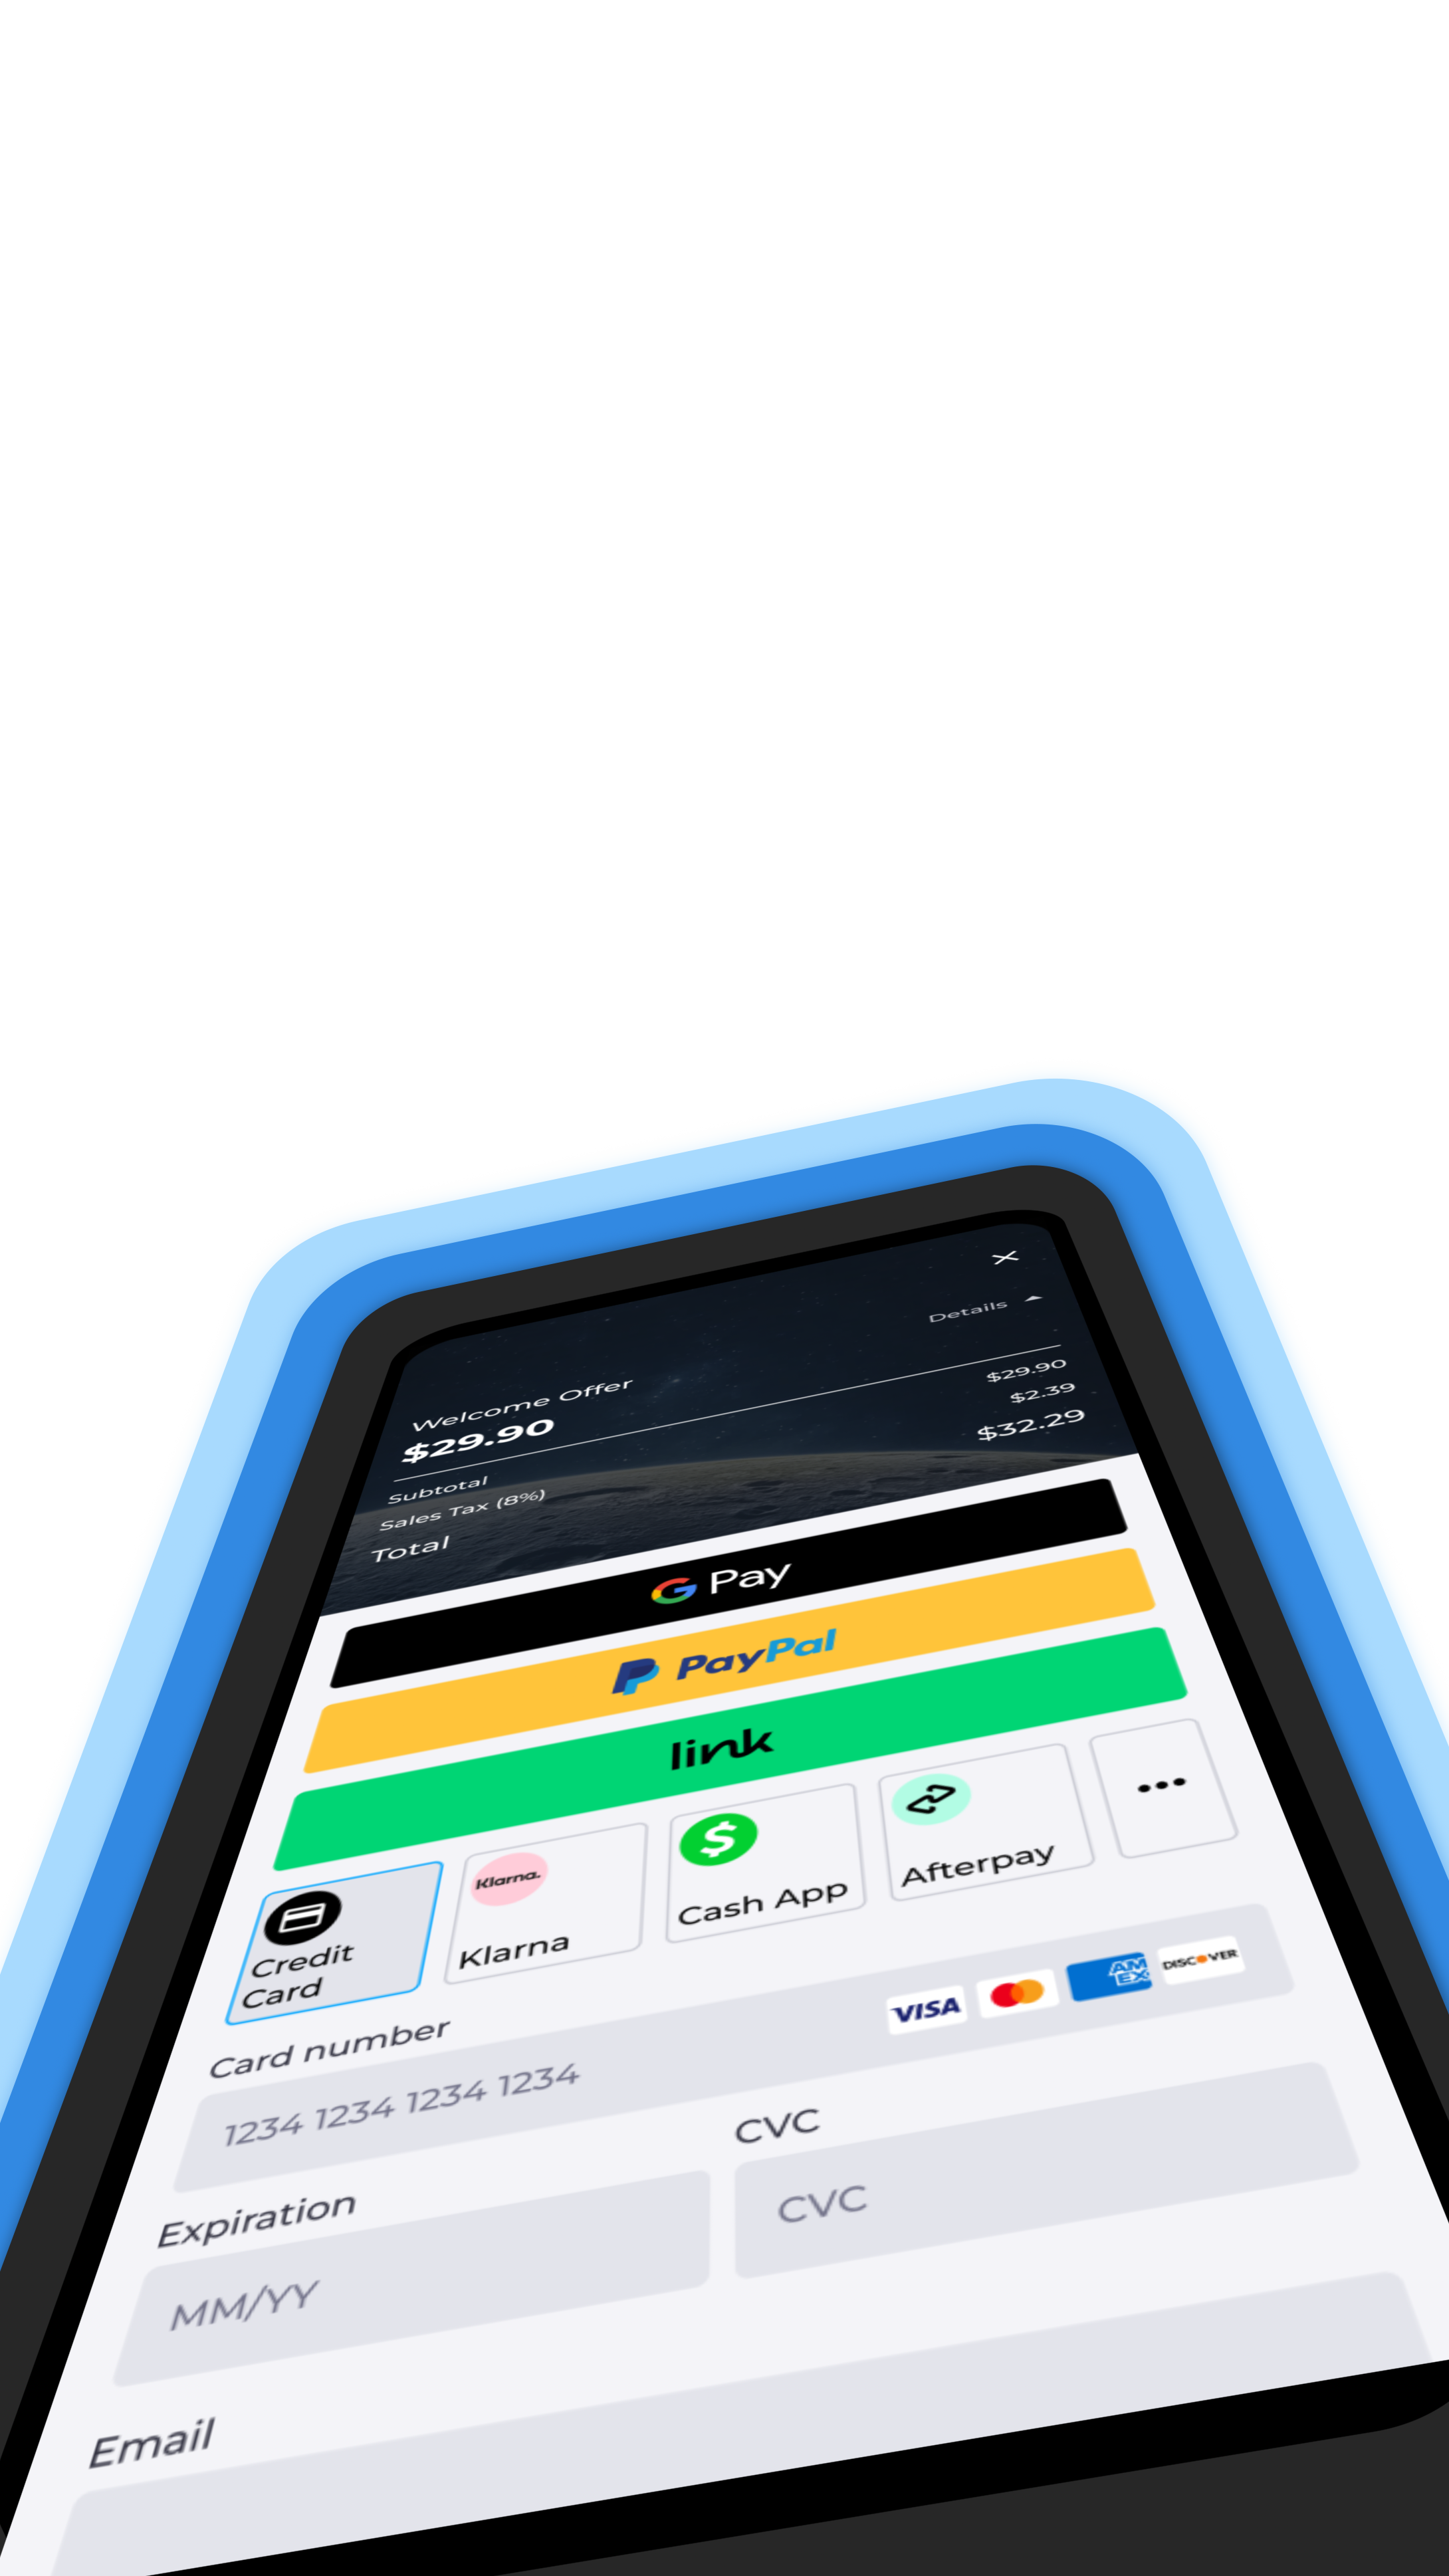 Details
Welcome Offer
$29.90
Subtotal $29.90
Sales Tax (8%) $2.39
Total $32.29
G Pay
PayPal
link
Credit
Card
Klarna.
Klarna
Cash App
Afterpay
Card number
1234 1234 1234 1234
VISA
AM
EX
DISCOVER
Expiration
MM/YY
CVC
CVC
Email